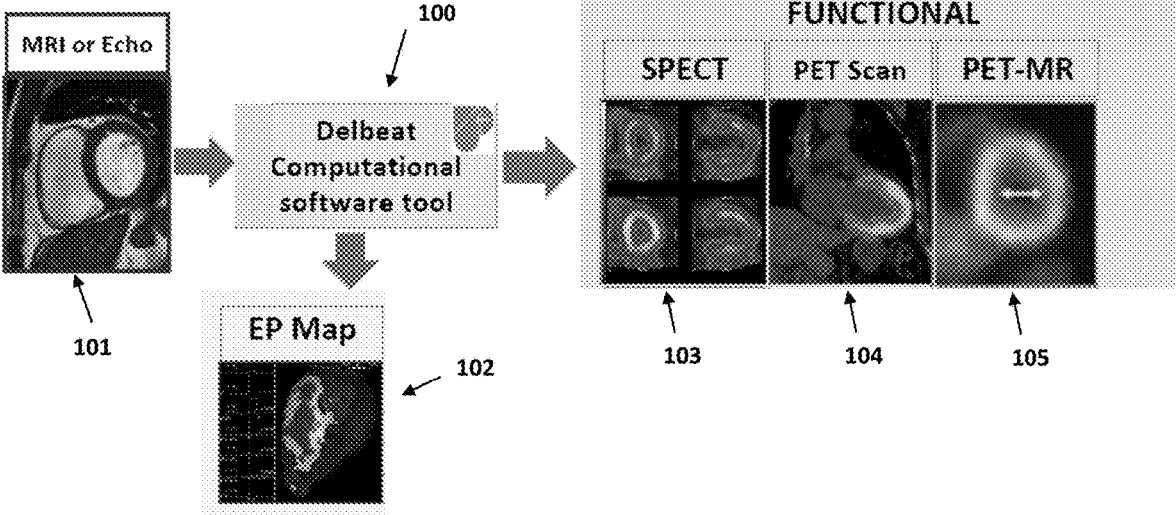 100
FUNCTIONAL
MRI or Echo
SPECT
PET Scan
PET-MR
Delbeat
Computational
software tool
101
EP Map
102
103
104
105